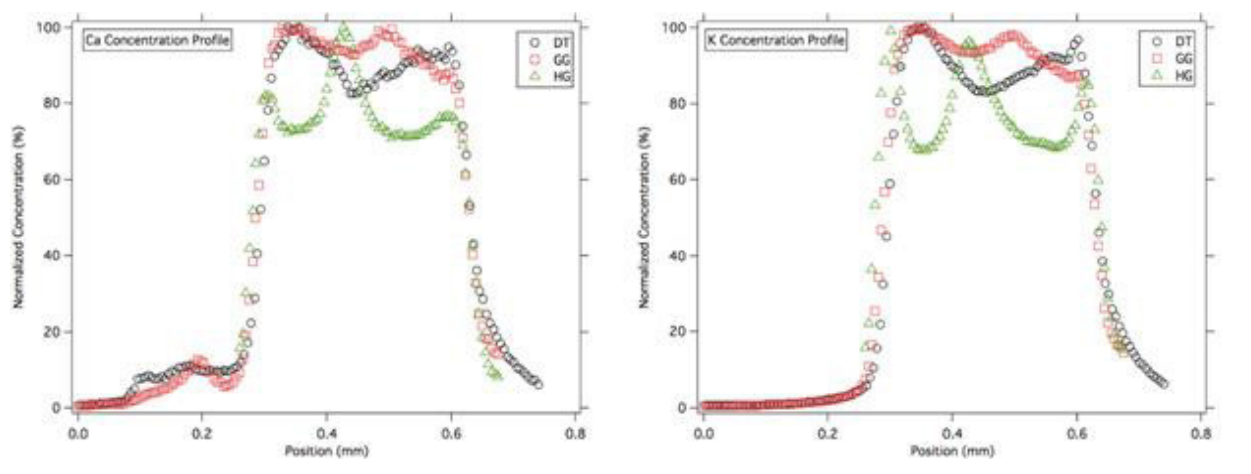 Ca Concentration Profile
DT
GG
HG
Normalized Concentration (%)
100
80
60
40
20
0
0.0 0.2 0.4 0.6 0.8
Position (mm)
K Concentration Profile
DT
GG
HG
Normalized Concentration (%)
100
80
60
40
20
0
0.0 0.2 0.4 0.6 0.8
Position (mm)